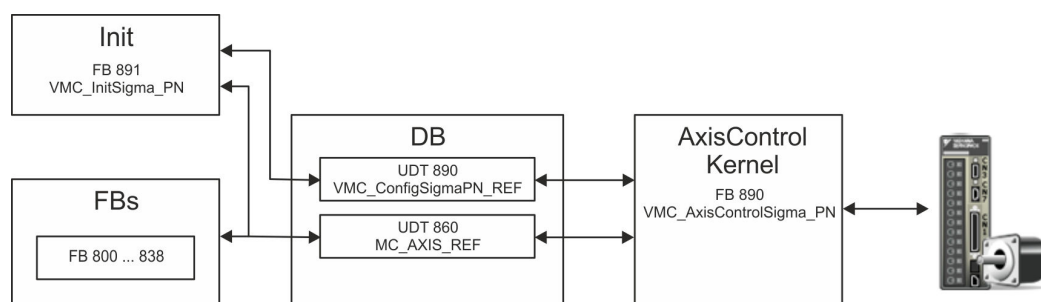 Init
FB 891
VMC_InitSigma_PN
FBs
FB 800 ... 838
DB
UDT 890
VMC_ConfigSigmaPN_REF
UDT 860
MC_AXIS_REF
AxisControl
Kernel
FB 890
VMC_AxisControlSigma_PN